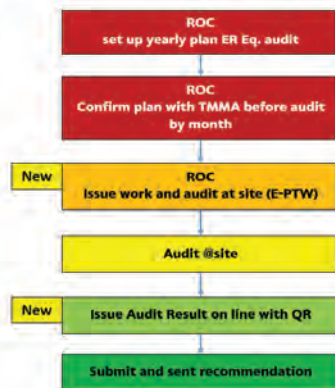 ROC
set up yearly plan ER Eq. audit
ROC
Confirm plan with TMMA before audit
by month
New
ROC
Issue work and audit at site (E-PTW)
Audit @site
New
Issue Audit Result on line with QR
Submit and sent recommendation